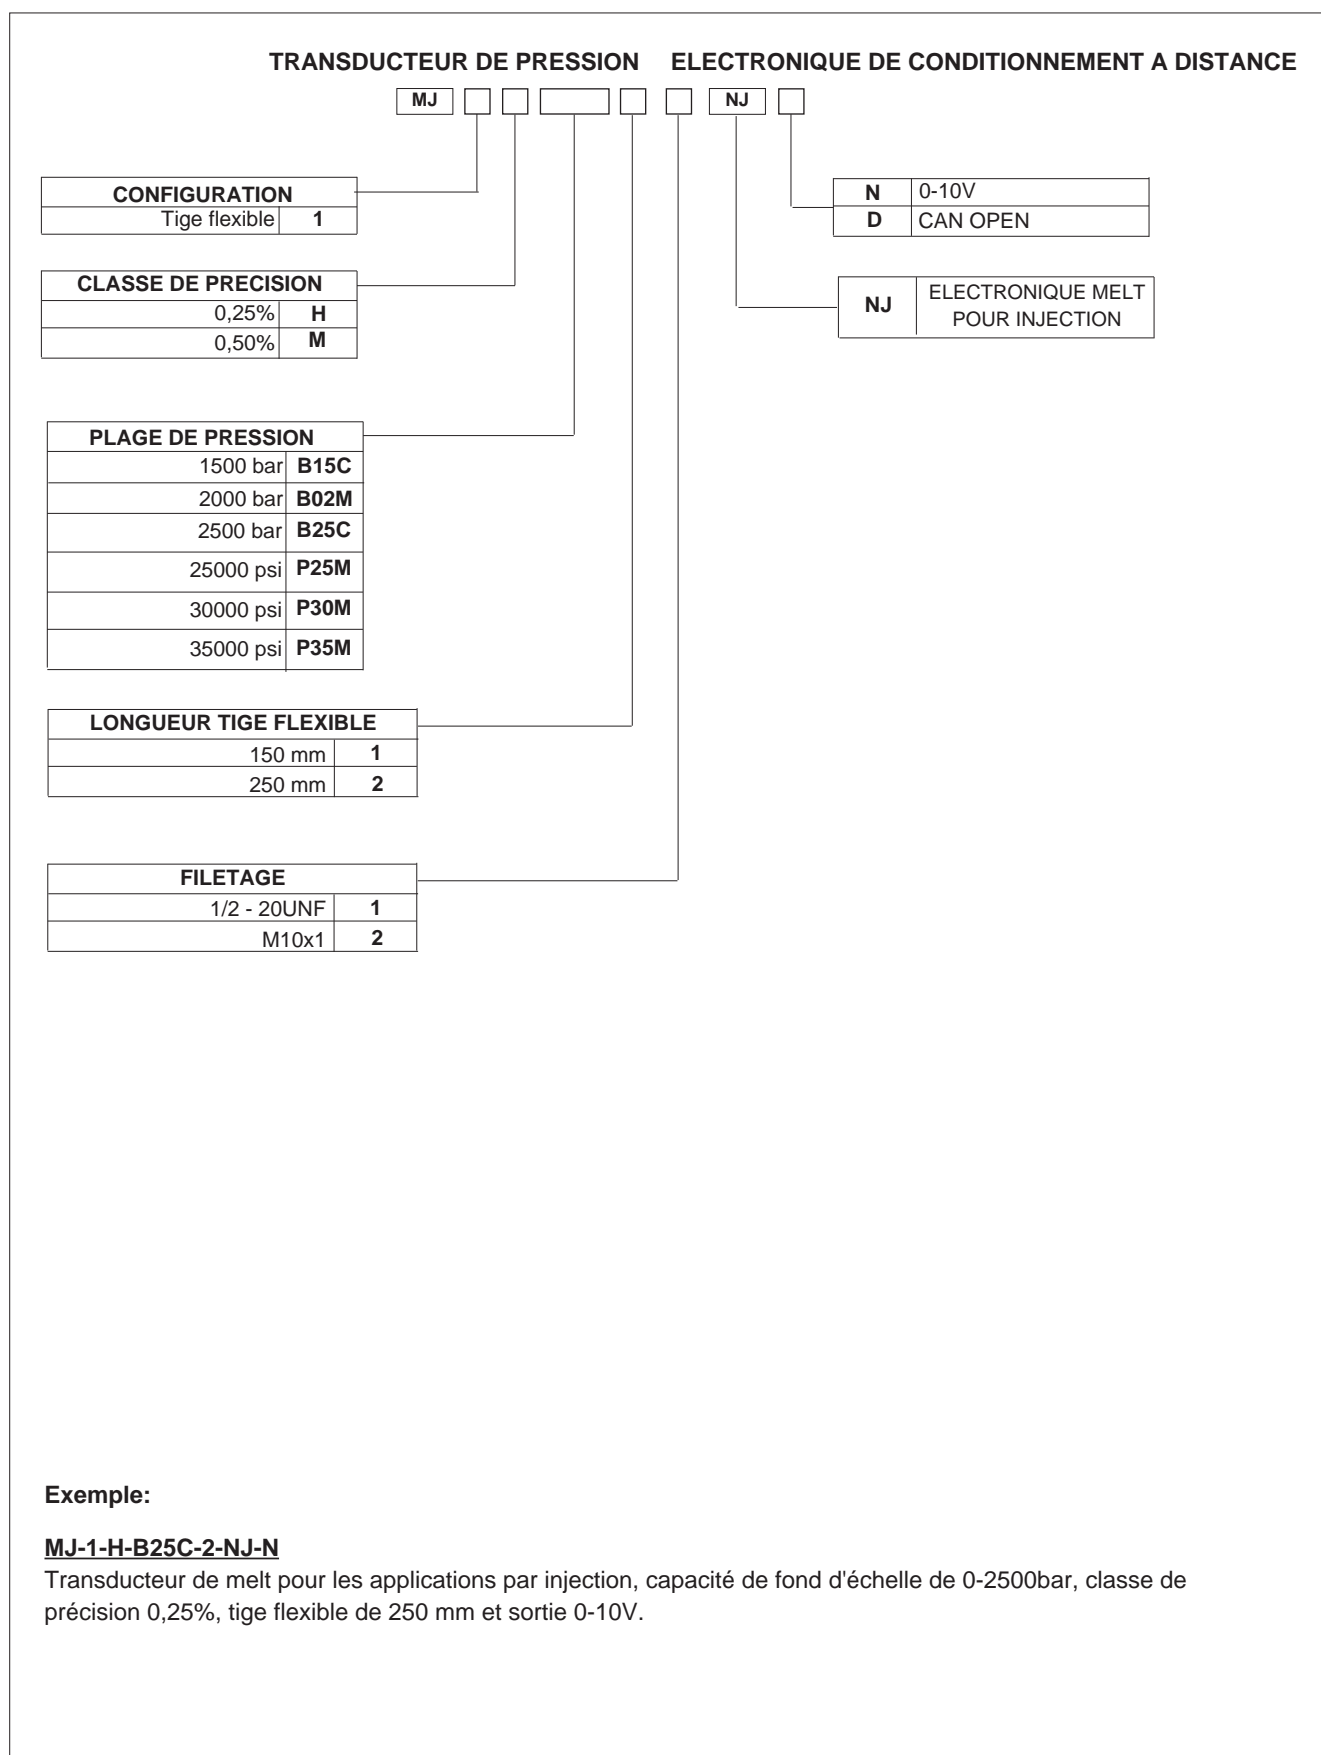 TRANSDUCTEUR DE PRESSION ELECTRONIQUE DE CONDITIONNEMENT A DISTANCE
MJ NJ
CONFIGURATION
Tige flexible 1
N 0-10V
D CAN OPEN
CLASSE DE PRECISION
0,25% H
0,50% M
NJ ELECTRONIQUE MELT
POUR INJECTION
PLAGE DE PRESSION
1500 bar B15C
2000 bar B02M
2500 bar B25C
25000 psi P25M
30000 psi P30M
35000 psi P35M
LONGUEUR TIGE FLEXIBLE
150 mm 1
250 mm 2
FILETAGE
1/2 - 20UNF 1
M10x1 2
Exemple:
MJ-1-H-B25C-2-NJ-N
Transducteur de melt pour les applications par injection, capacité de fond d'échelle de 0-2500bar, classe de
précision 0,25%, tige flexible de 250 mm et sortie 0-10V.